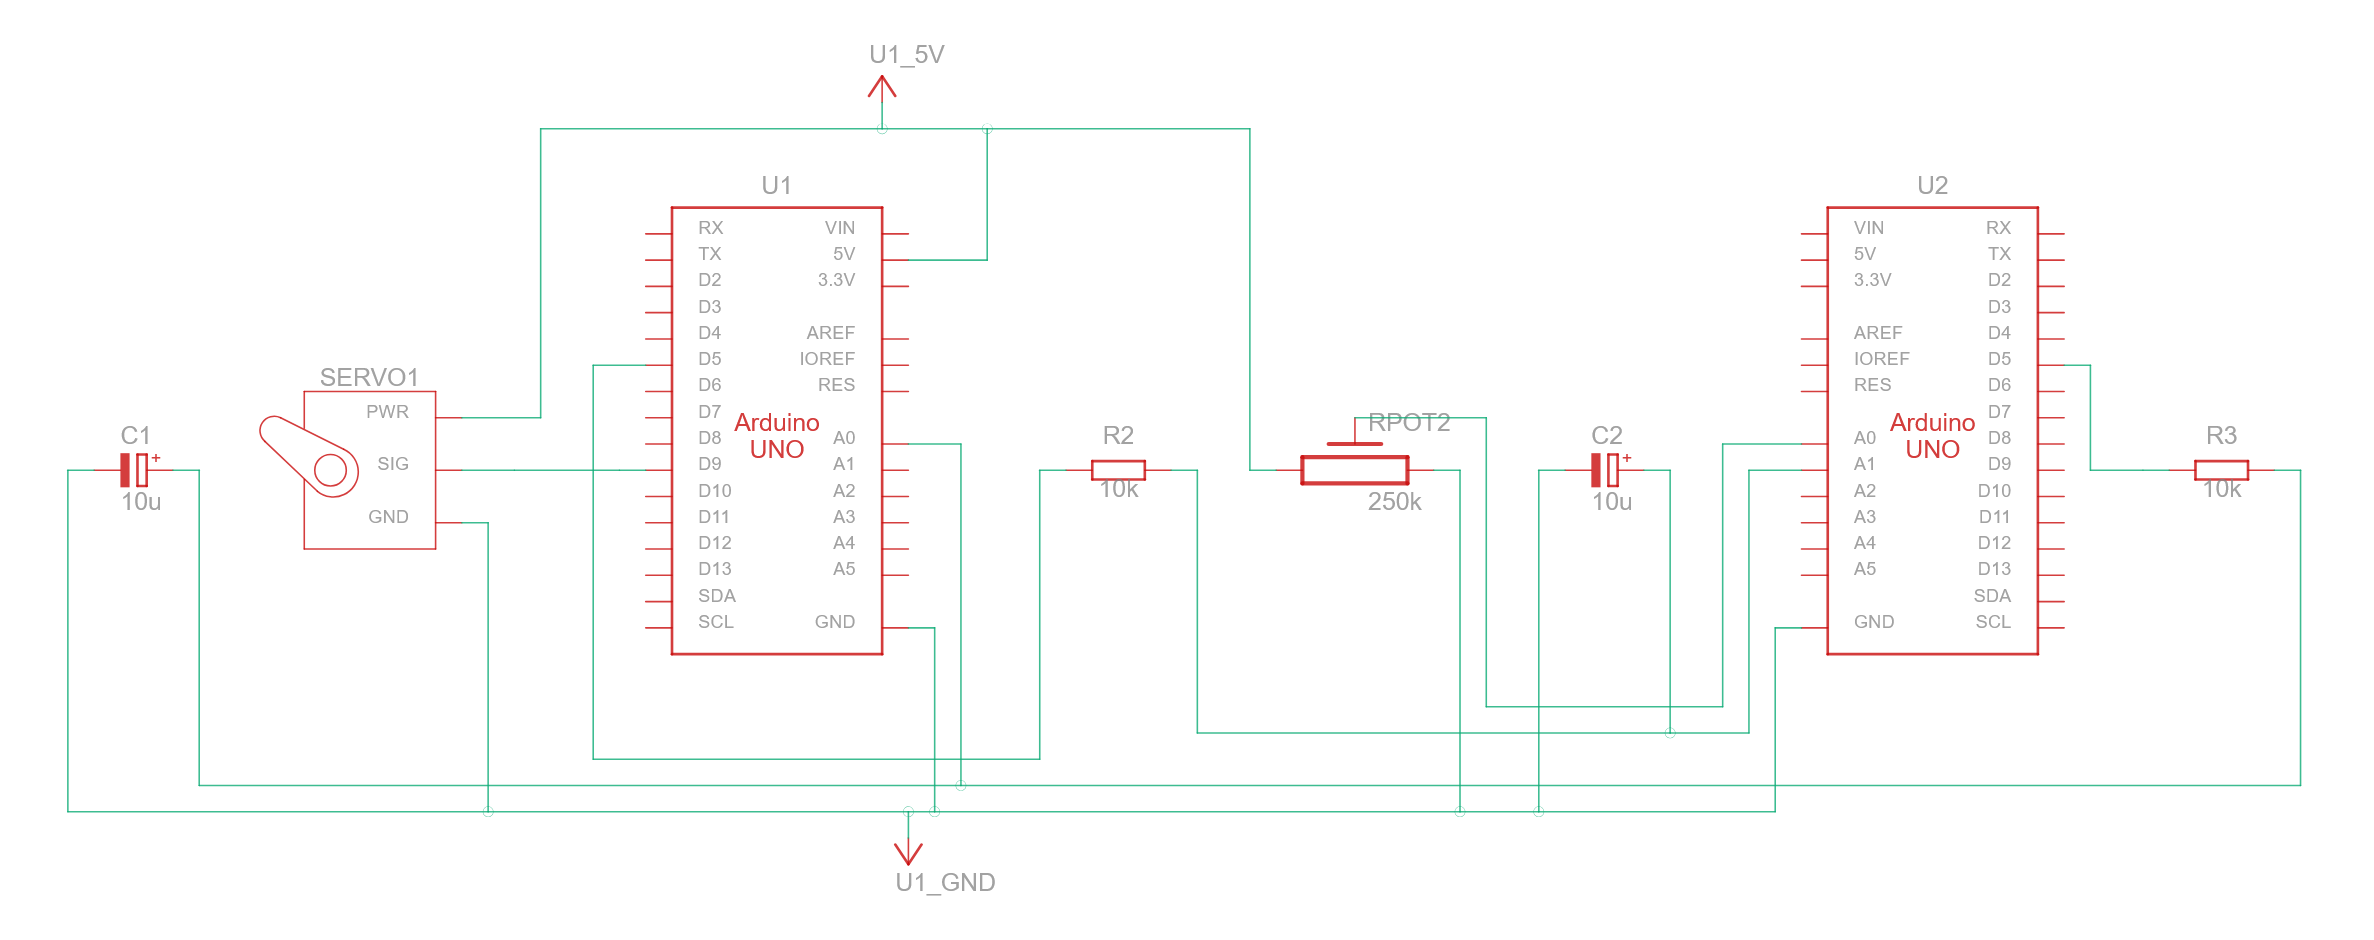 U1_5V
U1
U2
RX
VIN
TX
5V
D2
3.3V
D3
D4
AREF
D5
IOREF
D6
RES
D7
Arduino
UNO
D8
A0
D9
A1
D10
A2
D11
A3
D12
A4
D13
A5
SDA
SCL
GND
SERVO1
PWR
SIG
GND
C1
+
10u
R2
10k
RPOT2
250k
C2
+
10u
VIN
RX
5V
TX
3.3V
D2
D3
AREF
D4
IOREF
D5
RES
D6
D7
Arduino
UNO
A0
D8
A1
D9
A2
D10
A3
D11
A4
D12
A5
D13
SDA
GND
SCL
R3
10k
U1_GND